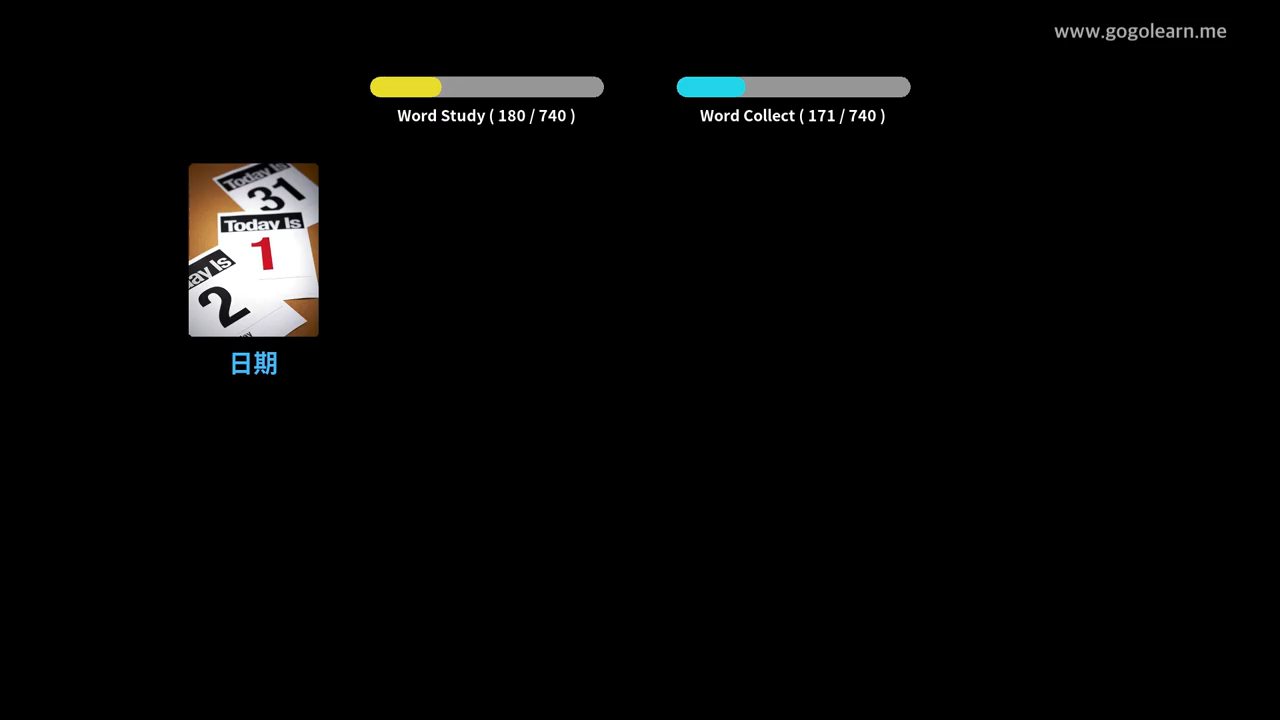 www.gogolearn.me
Word Study ( 180 / 740 )
Word Collect ( 171 / 740 )
Today Is
31
Today Is
1
ay Is
2
日期